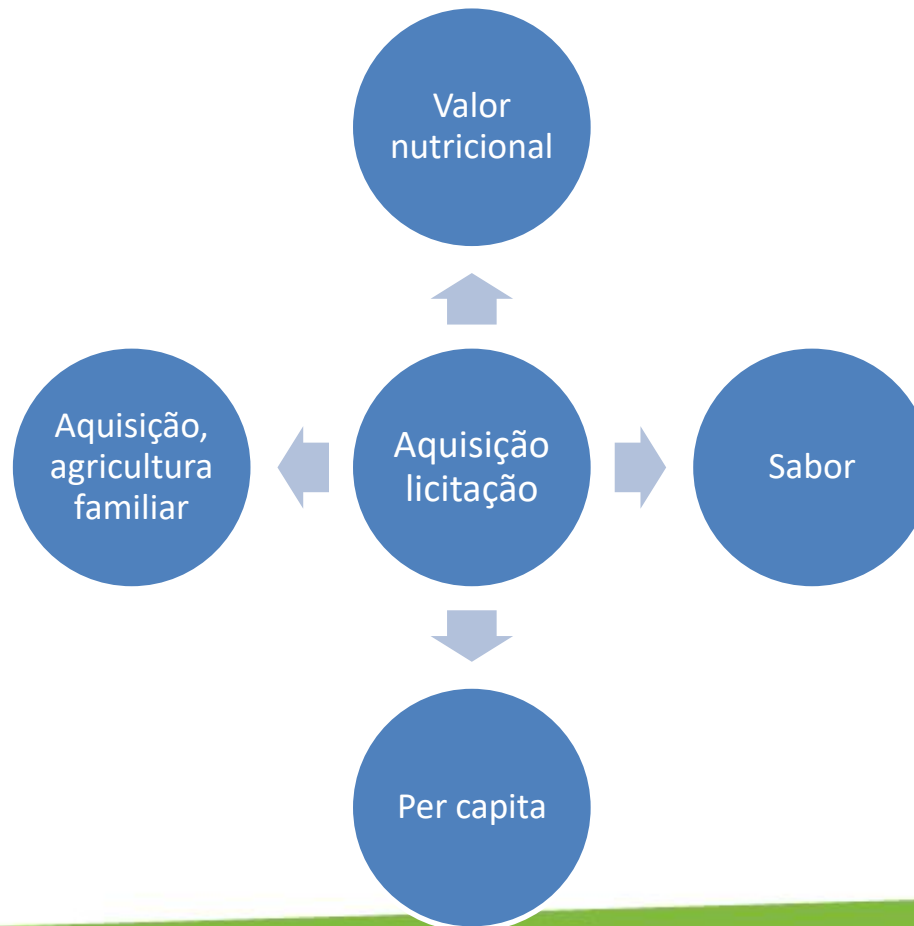 Valor
nutricional
Aquisição,
agricultura
familiar
Aquisição
licitação
Sabor
Per capita